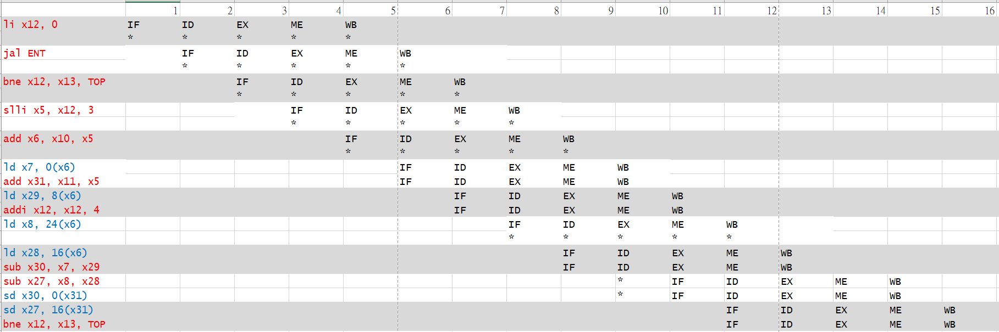 1 2 3 4 5 6 7 8 9 10 11 12 13 14 15 16
li x12, 0 IF ID EX ME WB
* * * * *
jal ENT IF ID EX ME WB
* * * * *
bne x12, x13, TOP IF ID EX ME WB
* * * * *
slli x5, x12, 3 IF ID EX ME WB
* * * * *
add x6, x10, x5 IF ID EX ME WB
* * * * *
ld x7, 0(x6) IF ID EX ME WB
add x31, x11, x5 IF ID EX ME WB
ld x29, 8(x6) IF ID EX ME WB
addi x12, x12, 4 IF ID EX ME WB
ld x8, 24(x6) IF ID EX ME WB
* * * * *
ld x28, 16(x6) IF ID EX ME WB
sub x30, x7, x29 IF ID EX ME WB
sub x27, x8, x28 * IF ID EX ME WB
sd x30, 0(x31) * IF ID EX ME WB
sd x27, 16(x31) IF ID EX ME WB
bne x12, x13, TOP IF ID EX ME WB